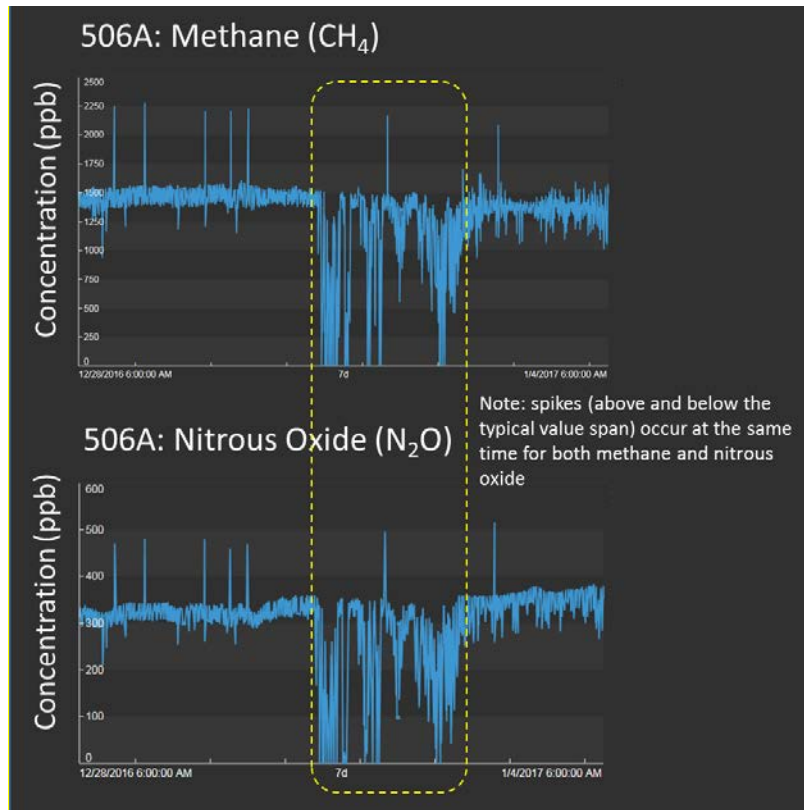 506A: Methane (CH₄)
Concentration (ppb)
2500
2250
2000
1750
1500
1250
1000
750
500
250
0
12/28/2016 6:00:00 AM
7d
1/4/2017 6:00:00 AM
Note: spikes (above and below the
typical value span) occur at the same
time for both methane and nitrous
oxide
506A: Nitrous Oxide (N₂O)
Concentration (ppb)
600
500
400
300
200
100
0
12/28/2016 6:00:00 AM
7d
1/4/2017 6:00:00 AM